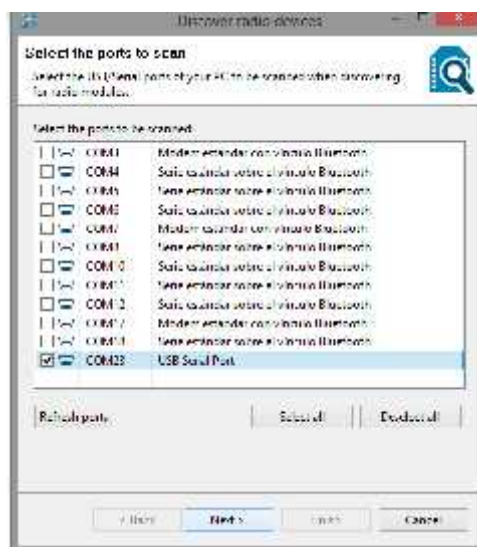 Discover radio devices
Select the ports to scan
Select the USB/Serial ports of your PC to be scanned when discovering
for radio modules.
Select the ports to be scanned:
Modem estándar con vínculo Bluetooth
COM4 Serie estándar sobre el vínculo Bluetooth
COM5 Serie estándar sobre el vínculo Bluetooth
COM6 Serie estándar sobre el vínculo Bluetooth
COM7 Modem estándar con vínculo Bluetooth
Serie estándar sobre el vínculo Bluetooth
COM10 Serie estándar sobre el vínculo Bluetooth
COM11 Serie estándar sobre el vínculo Bluetooth
COM12 Serie estándar sobre el vínculo Bluetooth
COM17 Modem estándar con vínculo Bluetooth
COM18 Serie estándar sobre el vínculo Bluetooth
COM23 USB Serial Port
Refresh ports Select all Deselect all
< Back Next > Finish Cancel